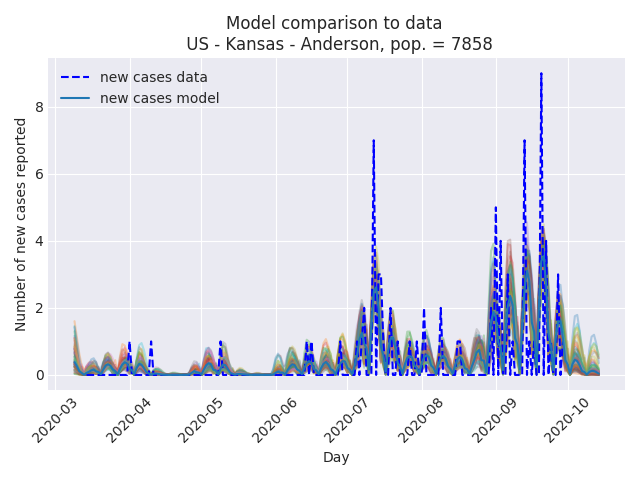 Model comparison to data
US - Kansas - Anderson, pop. = 7858
new cases data
new cases model
Number of new cases reported
8
6
4
2
0
2020-03
2020-04
2020-05
2020-06
2020-07
2020-08
2020-09
2020-10
Day